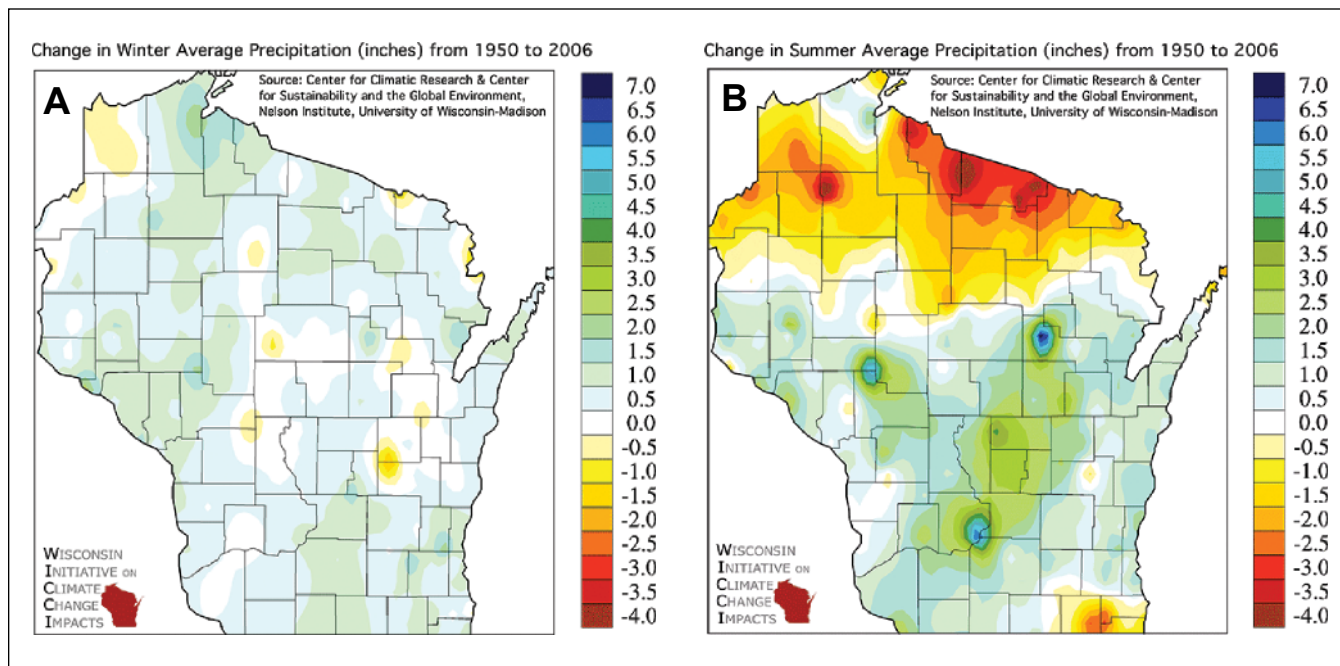 Change in Winter Average Precipitation (inches) from 1950 to 2006
A
Source: Center for Climatic Research & Center
for Sustainability and the Global Environment,
Nelson Institute, University of Wisconsin-Madison
7.0
6.5
6.0
5.5
5.0
4.5
4.0
3.5
3.0
2.5
2.0
1.5
1.0
0.5
0.0
-0.5
-1.0
-1.5
-2.0
-2.5
-3.0
-3.5
-4.0
WISCONSIN
INITIATIVE ON
CLIMATE
CHANGE
IMPACTS
Change in Summer Average Precipitation (inches) from 1950 to 2006
B
Source: Center for Climatic Research & Center
for Sustainability and the Global Environment,
Nelson Institute, University of Wisconsin-Madison
7.0
6.5
6.0
5.5
5.0
4.5
4.0
3.5
3.0
2.5
2.0
1.5
1.0
0.5
0.0
-0.5
-1.0
-1.5
-2.0
-2.5
-3.0
-3.5
-4.0
WISCONSIN
INITIATIVE ON
CLIMATE
CHANGE
IMPACTS